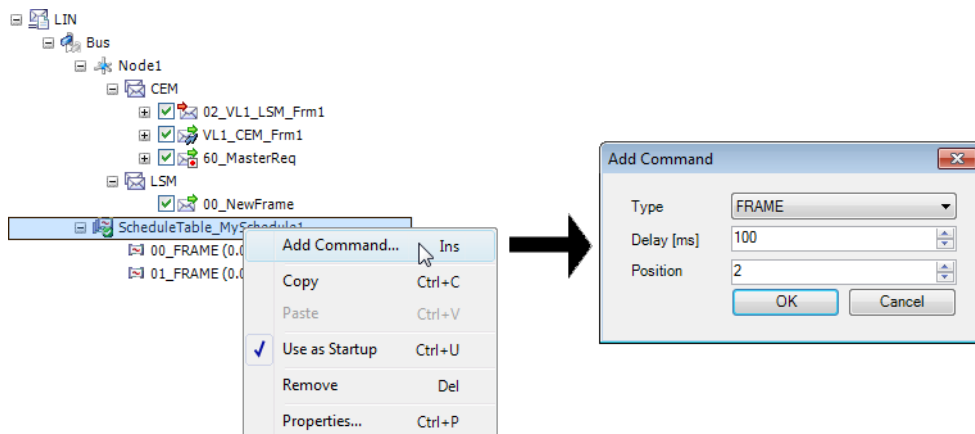 LIN
Bus
Node1
CEM
02_VL1_LSM_Frm1
VL1_CEM_Frm1
60_MasterReq
LSM
00_NewFrame
ScheduleTable_MySchedule1
00_FRAME (0.0
01_FRAME (0.0
Add Command... Ins
Copy Ctrl+C
Paste Ctrl+V
Use as Startup Ctrl+U
Remove Del
Properties... Ctrl+P
Add Command
Type FRAME
Delay [ms] 100
Position 2
OK Cancel